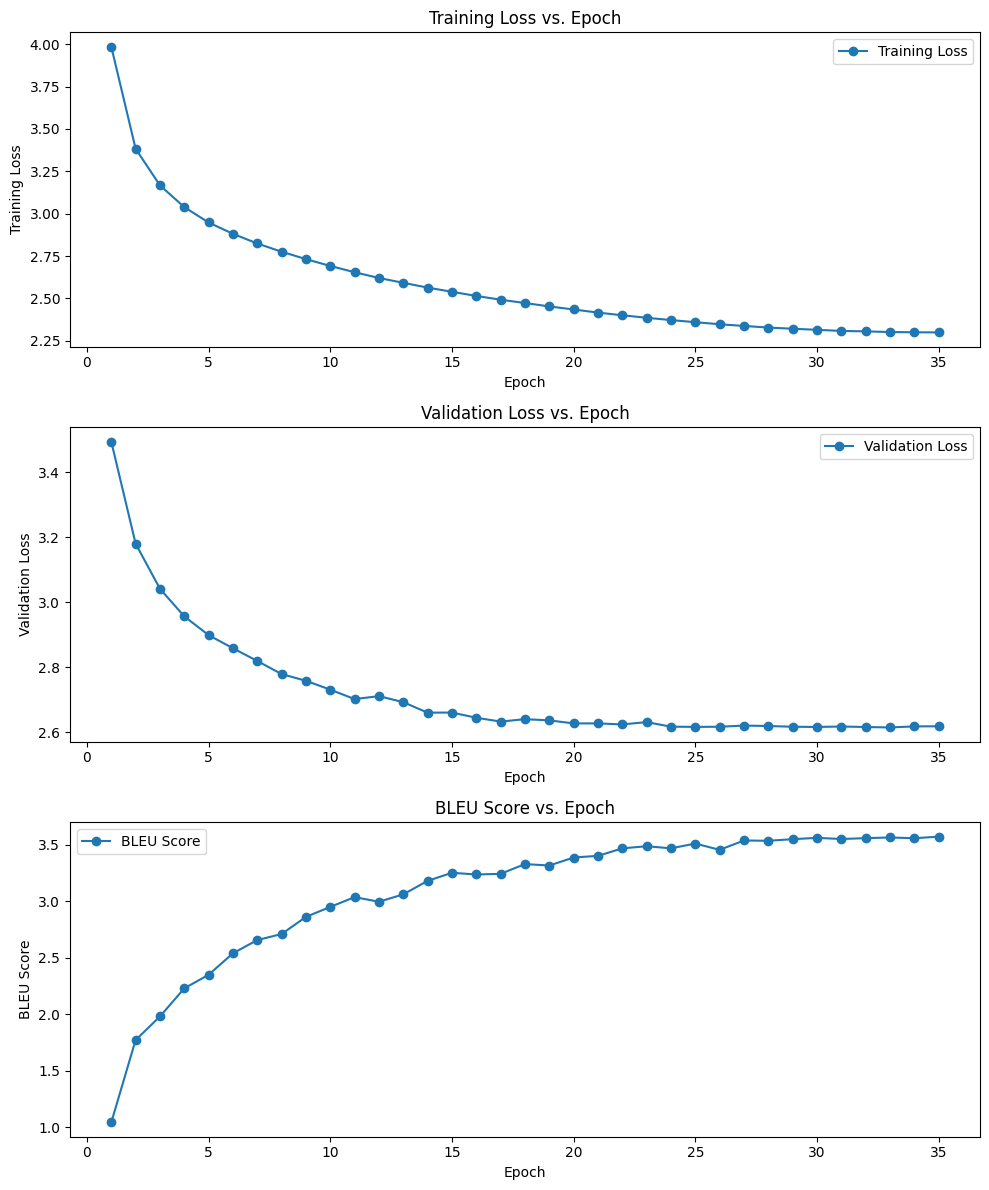 Training Loss vs. Epoch
Training Loss
4.00
3.75
3.50
3.25
3.00
2.75
2.50
2.25
Training Loss
0 5 10 15 20 25 30 35
Epoch
Validation Loss vs. Epoch
Validation Loss
3.4
3.2
3.0
2.8
2.6
Validation Loss
0 5 10 15 20 25 30 35
Epoch
BLEU Score vs. Epoch
BLEU Score
3.5
3.0
2.5
2.0
1.5
1.0
BLEU Score
0 5 10 15 20 25 30 35
Epoch